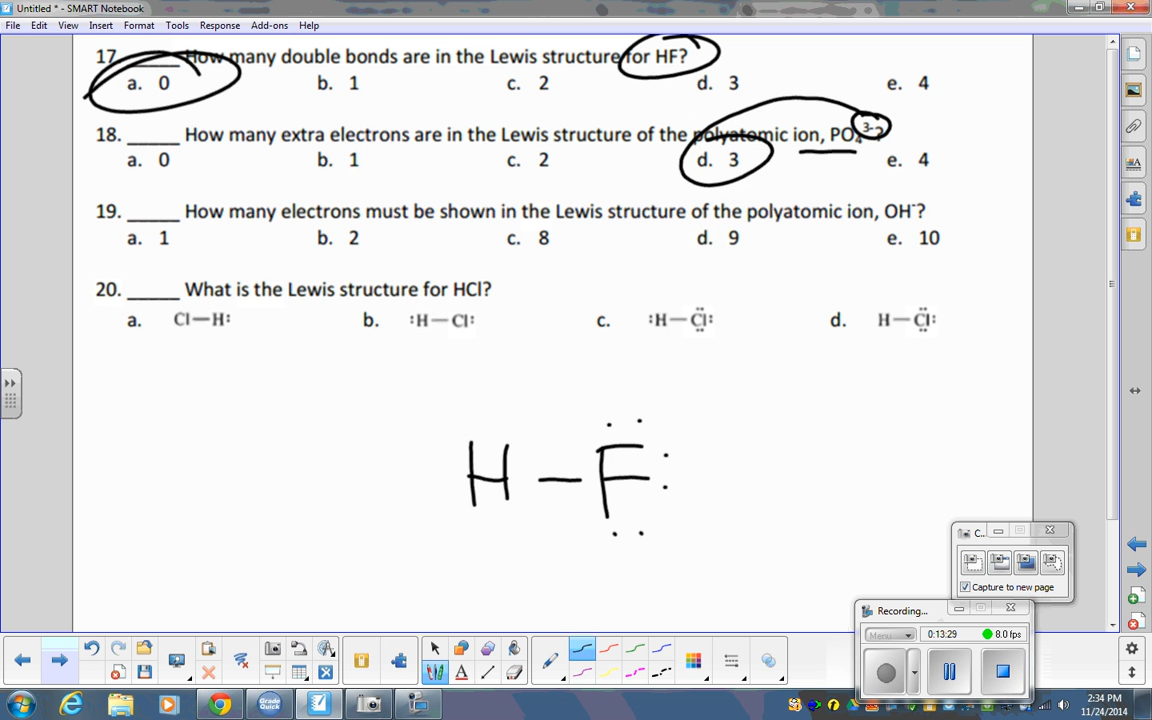 Untitled * - SMART Notebook
File Edit View Insert Format Tools Response Add-ons Help
17. _____ How many double bonds are in the Lewis structure for HF?
a. 0 b. 1 c. 2 d. 3 e. 4
18. _____ How many extra electrons are in the Lewis structure of the polyatomic ion, PO₄³⁻?
a. 0 b. 1 c. 2 d. 3 e. 4
19. _____ How many electrons must be shown in the Lewis structure of the polyatomic ion, OH⁻?
a. 1 b. 2 c. 8 d. 9 e. 10
20. _____ What is the Lewis structure for HCl?
a. Cl—H: b. :H—Cl: c. :H—Cl: d. H—Cl:
H — F:
C...
Capture to new page
Recording...
Menu 0:13:29 8.0 fps
Grade Quick
2:34 PM
11/24/2014